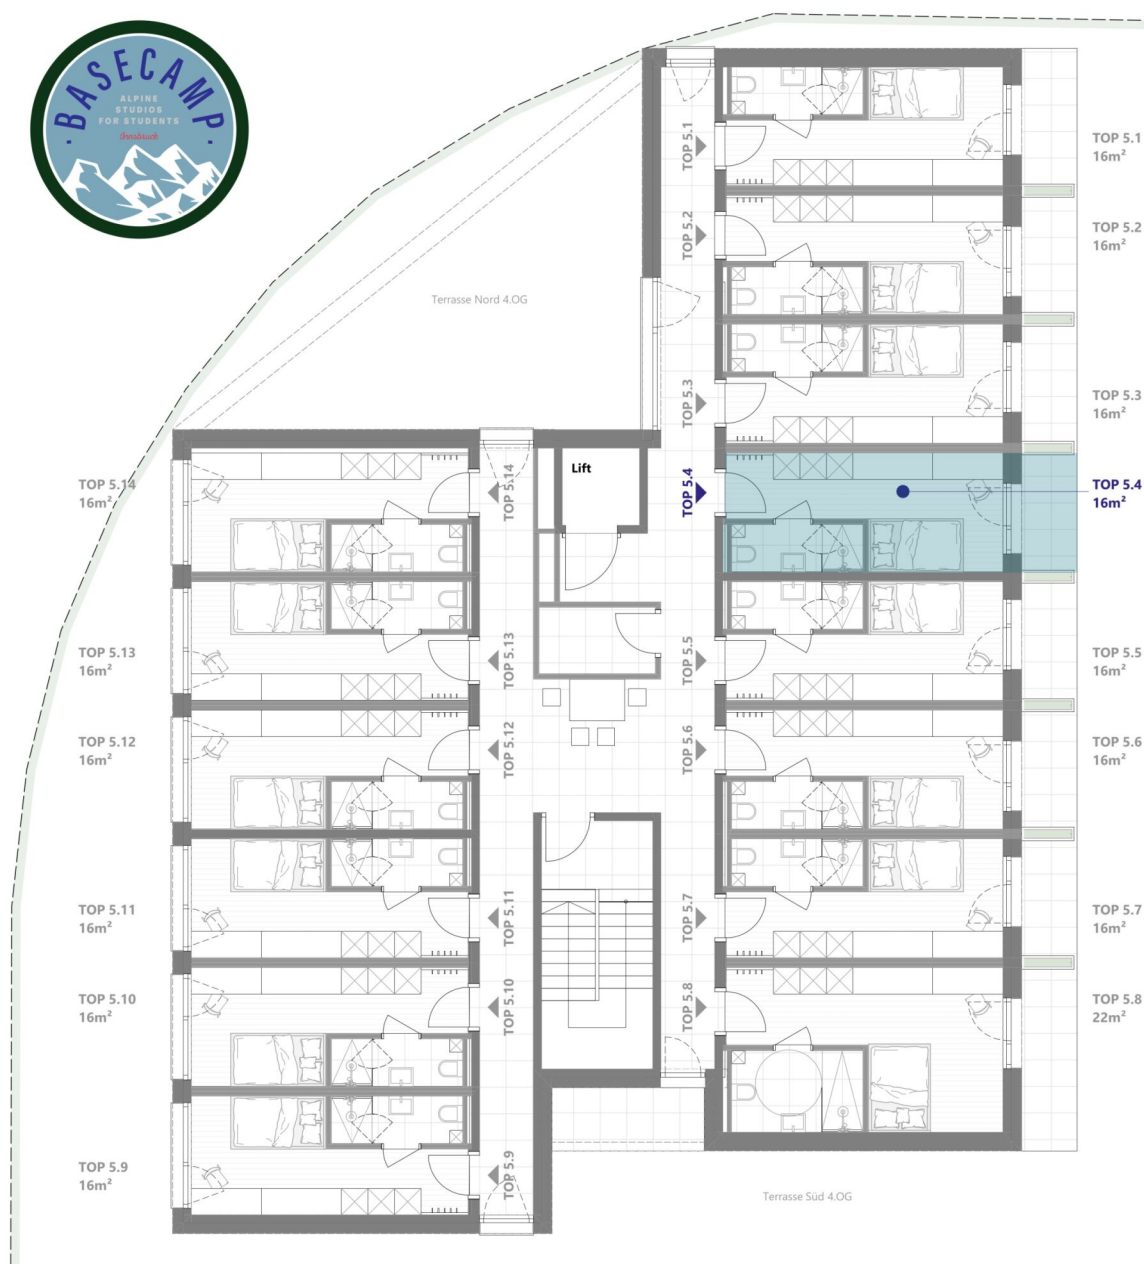 · BASECAMP ·
ALPINE
STUDIOS
FOR STUDENTS
Innsbruck
Terrasse Nord 4.OG
Lift
TOP 5.1
TOP 5.1
16m²
TOP 5.2
TOP 5.2
16m²
TOP 5.3
TOP 5.3
16m²
TOP 5.4
TOP 5.4
16m²
TOP 5.14
16m²
TOP 5.14
TOP 5.13
16m²
TOP 5.13
TOP 5.5
TOP 5.5
16m²
TOP 5.12
16m²
TOP 5.12
TOP 5.6
TOP 5.6
16m²
TOP 5.11
16m²
TOP 5.11
TOP 5.7
TOP 5.7
16m²
TOP 5.10
16m²
TOP 5.10
TOP 5.8
TOP 5.8
22m²
TOP 5.9
16m²
TOP 5.9
Terrasse Süd 4.OG